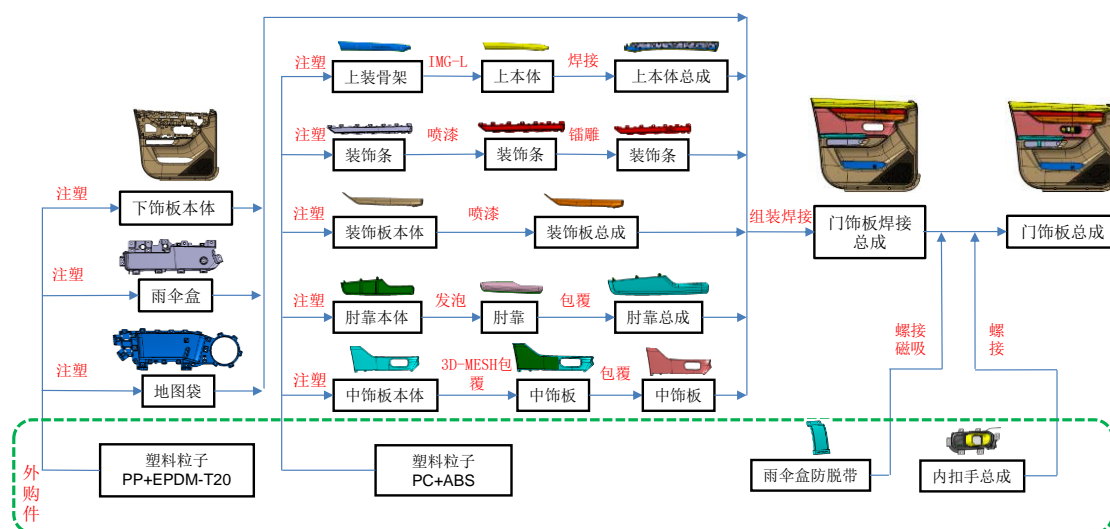 注塑
IMG-L
焊接
上装骨架
上本体
上本体总成
注塑
喷漆
镭雕
装饰条
装饰条
装饰条
注塑
下饰板本体
注塑
喷漆
装饰板本体
装饰板总成
组装焊接
门饰板焊接
总成
门饰板总成
注塑
雨伞盒
注塑
发泡
包覆
肘靠本体
肘靠
肘靠总成
螺接
磁吸
螺
接
注塑
地图袋
注塑
3D-MESH包
覆
包覆
中饰板本体
中饰板
中饰板
外
购
件
塑料粒子
PP+EPDM-T20
塑料粒子
PC+ABS
雨伞盒防脱带
内扣手总成